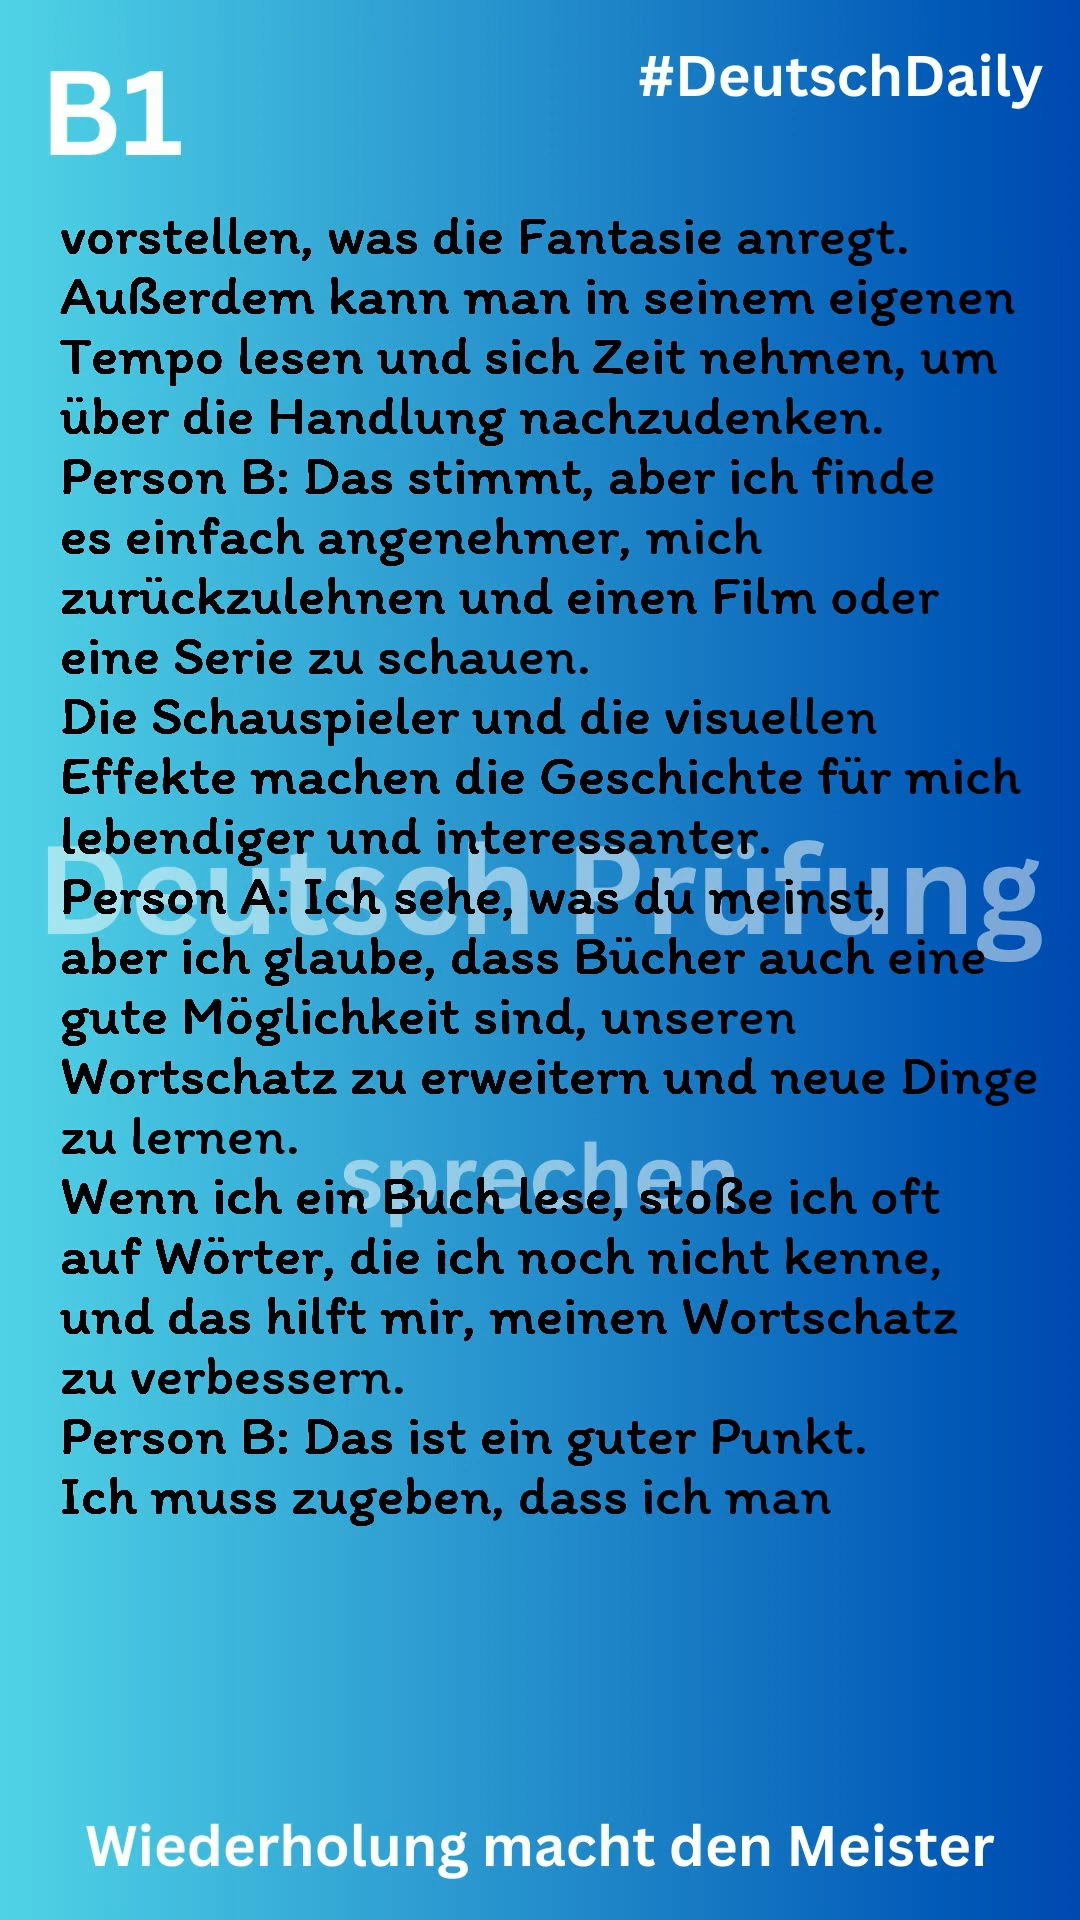 B1
#DeutschDaily
vorstellen, was die Fantasie anregt.
Außerdem kann man in seinem eigenen
Tempo lesen und sich Zeit nehmen, um
über die Handlung nachzudenken.
Person B: Das stimmt, aber ich finde
es einfach angenehmer, mich
zurückzulehnen und einen Film oder
eine Serie zu schauen.
Die Schauspieler und die visuellen
Effekte machen die Geschichte für mich
lebendiger und interessanter.
Deutsch Prüfung
Person A: Ich sehe, was du meinst,
aber ich glaube, dass Bücher auch eine
gute Möglichkeit sind, unseren
Wortschatz zu erweitern und neue Dinge
zu lernen.
sprechen
Wenn ich ein Buch lese, stoße ich oft
auf Wörter, die ich noch nicht kenne,
und das hilft mir, meinen Wortschatz
zu verbessern.
Person B: Das ist ein guter Punkt.
Ich muss zugeben, dass ich man
Wiederholung macht den Meister